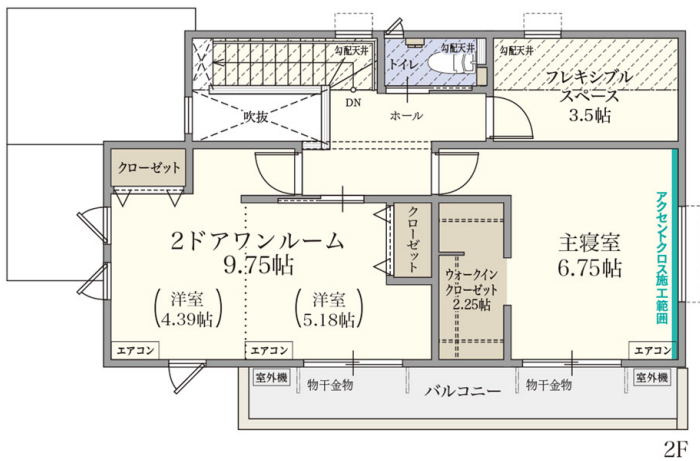 勾配天井
勾配天井
勾配天井
トイレ
フレキシブル
スペース
3.5帖
DN
吹抜
ホール
クローゼット
クローゼット
2ドアワンルーム
9.75帖
(洋室
4.39帖)
(洋室
5.18帖)
ウォークイン
クローゼット
2.25帖
主寝室
6.75帖
アクセントクロス施工範囲
エアコン
エアコン
エアコン
室外機
物干金物
バルコニー
物干金物
室外機
2F